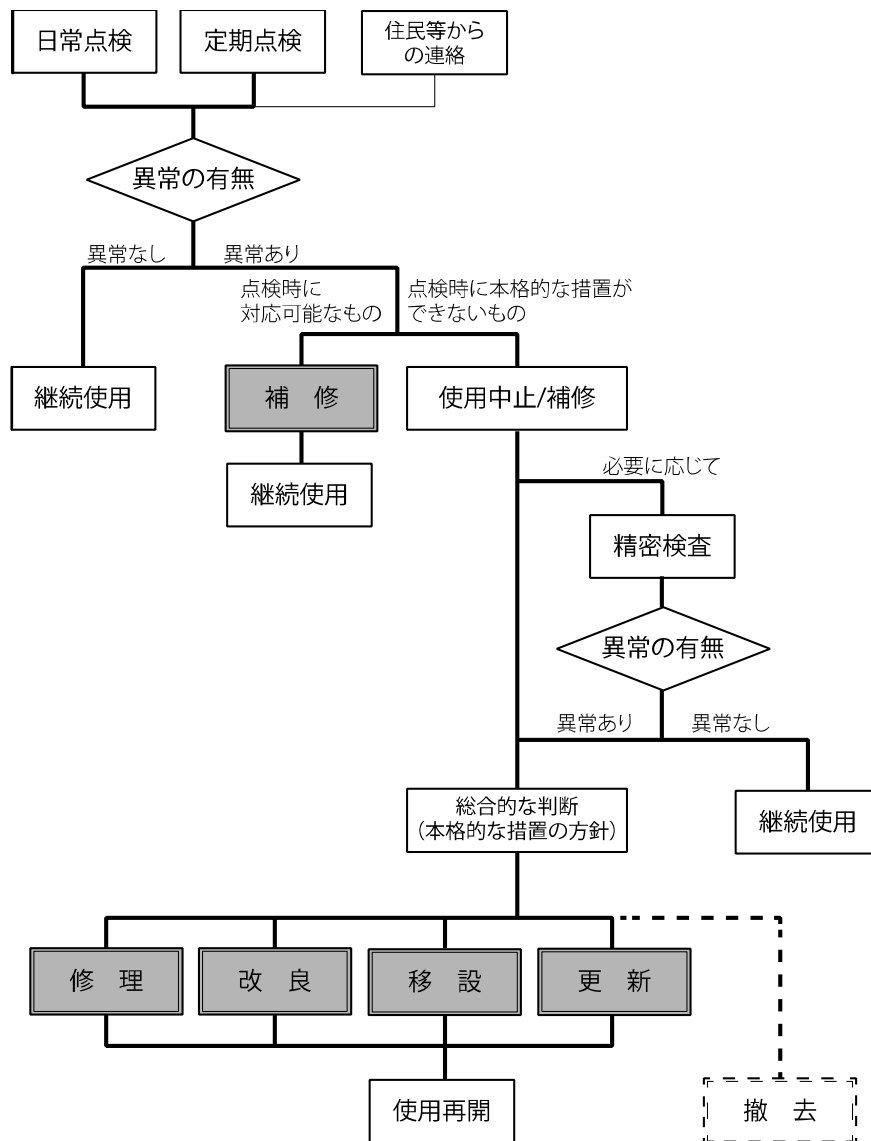 日常点検
定期点検
住民等から
の連絡
異常の有無
異常なし
異常あり
点検時に
対応可能なもの
点検時に本格的な措置が
できないもの
継続使用
補　修
使用中止/補修
継続使用
必要に応じて
精密検査
異常の有無
異常あり
異常なし
総合的な判断
（本格的な措置の方針）
継続使用
修　理
改　良
移　設
更　新
使用再開
撤　去